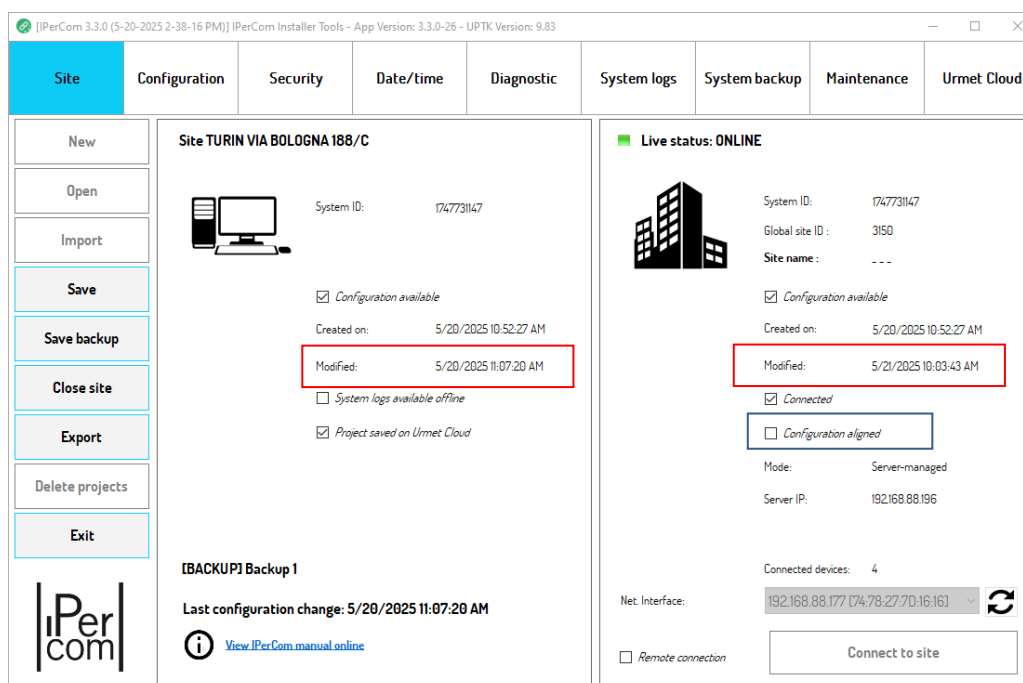 [IPerCom 3.3.0 (5-20-2025 2-38-16 PM)] IPerCom Installer Tools - App Version: 3.3.0-26 - UPTK Version: 9.83
Site Configuration Security Date/time Diagnostic System logs System backup Maintenance Urmet Cloud
New
Open
Import
Save
Save backup
Close site
Export
Delete projects
Exit
IPer
com
Site TURIN VIA BOLOGNA 188/C
System ID: 1747731147
Configuration available
Created on: 5/20/2025 10:52:27 AM
Modified: 5/20/2025 11:07:20 AM
System logs available offline
Project saved on Urmet Cloud
[BACKUP] Backup 1
Last configuration change: 5/20/2025 11:07:20 AM
View IPerCom manual online
Live status: ONLINE
System ID: 1747731147
Global site ID : 3150
Site name : _ _ _
Configuration available
Created on: 5/20/2025 10:52:27 AM
Modified: 5/21/2025 10:03:43 AM
Connected
Configuration aligned
Mode: Server-managed
Server IP: 192.168.88.196
Connected devices: 4
Net. Interface: 192.168.88.177 [74:78:27:7D:16:16]
Remote connection
Connect to site